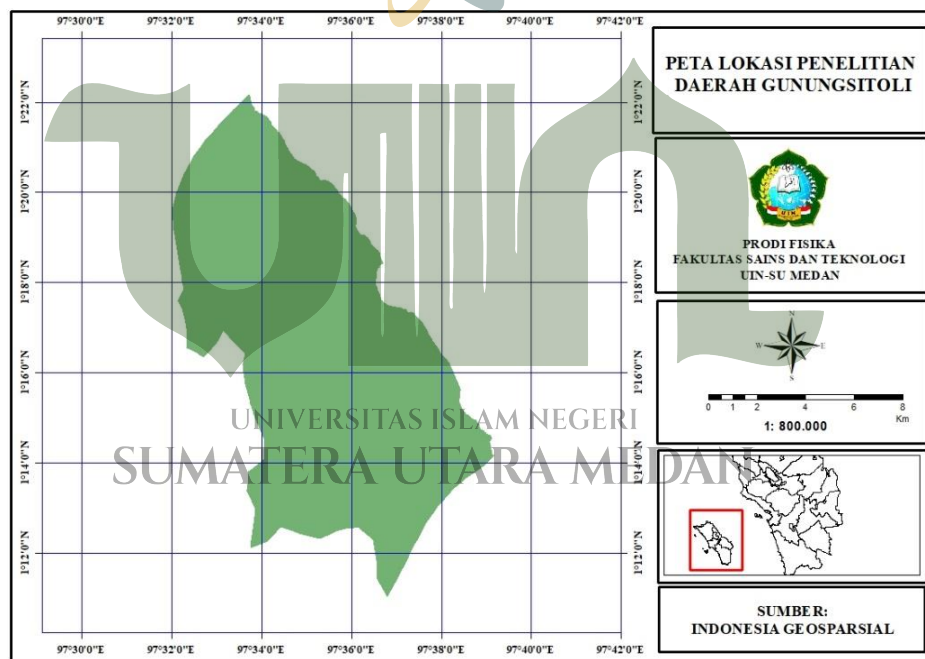 97°30'0"E 97°32'0"E 97°34'0"E 97°36'0"E 97°38'0"E 97°40'0"E 97°42'0"E
1°22'0"N 1°22'0"N
1°20'0"N 1°20'0"N
1°18'0"N 1°18'0"N
1°16'0"N 1°16'0"N
1°14'0"N 1°14'0"N
1°12'0"N 1°12'0"N
97°30'0"E 97°32'0"E 97°34'0"E 97°36'0"E 97°38'0"E 97°40'0"E 97°42'0"E
UNIVERSITAS ISLAM NEGERI
SUMATERA UTARA MEDAN
PETA LOKASI PENELITIAN
DAERAH GUNUNGSITOLI
UIN
PRODI FISIKA
FAKULTAS SAINS DAN TEKNOLOGI
UIN-SU MEDAN
N
W E
S
0 1 2 4 6 8
Km
1: 800.000
SUMBER:
INDONESIA GEOSPARSIAL